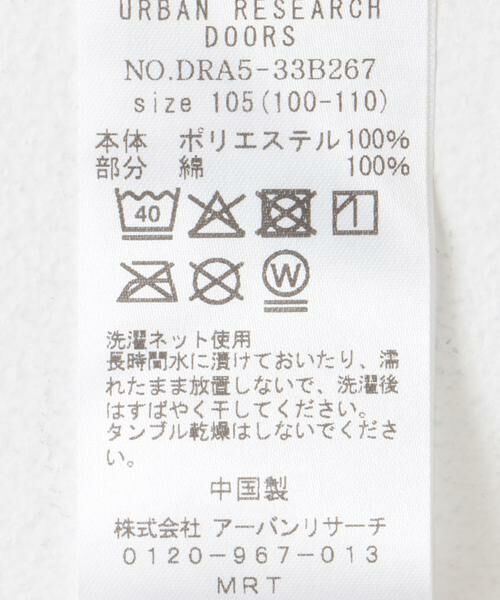 URBAN RESEARCH
DOORS
NO.DRA5-33B267
size 105(100-110)
本体 ポリエステル100%
部分 綿 100%
40
W
洗濯ネット使用
長時間水に漬けておいたり、濡
れたまま放置しないで、洗濯後
はすばやく干してください。
タンブル乾燥はしないでくださ
い。
中国製
株式会社 アーバンリサーチ
0120-967-013
MRT